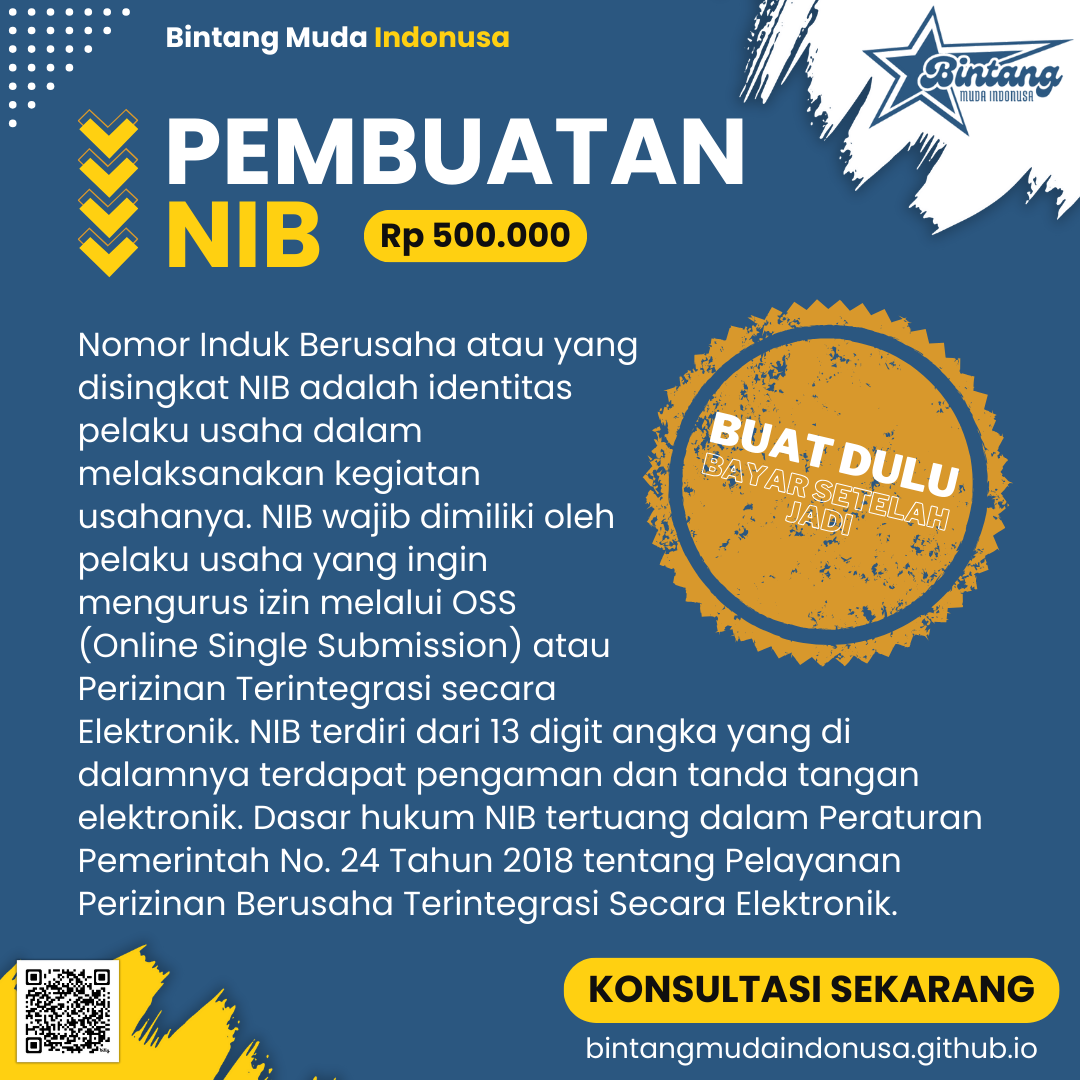 Bintang Muda Indonusa
Bintang
MUDA INDONUSA
PEMBUATAN
NIB
Rp 500.000
Nomor Induk Berusaha atau yang
disingkat NIB adalah identitas
pelaku usaha dalam
melaksanakan kegiatan
usahanya. NIB wajib dimiliki oleh
pelaku usaha yang ingin
mengurus izin melalui OSS
(Online Single Submission) atau
Perizinan Terintegrasi secara
Elektronik. NIB terdiri dari 13 digit angka yang di
dalamnya terdapat pengaman dan tanda tangan
elektronik. Dasar hukum NIB tertuang dalam Peraturan
Pemerintah No. 24 Tahun 2018 tentang Pelayanan
Perizinan Berusaha Terintegrasi Secara Elektronik.
BUAT DULU
BAYAR SETELAH
JADI
KONSULTASI SEKARANG
bintangmudaindonusa.github.io